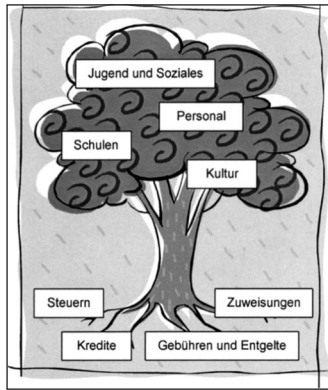 Jugend und Soziales
Personal
Schulen
Kultur
Steuern
Zuweisungen
Kredite
Gebühren und Entgelte